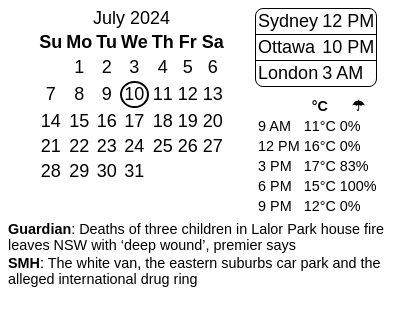 July 2024
Su Mo Tu We Th Fr Sa
1 2 3 4 5 6
7 8 9 10 11 12 13
14 15 16 17 18 19 20
21 22 23 24 25 26 27
28 29 30 31
Sydney 12 PM
Ottawa 10 PM
London 3 AM
°C ☂
9 AM 11°C 0%
12 PM 16°C 0%
3 PM 17°C 83%
6 PM 15°C 100%
9 PM 12°C 0%
Guardian: Deaths of three children in Lalor Park house fire
leaves NSW with ‘deep wound’, premier says
SMH: The white van, the eastern suburbs car park and the
alleged international drug ring